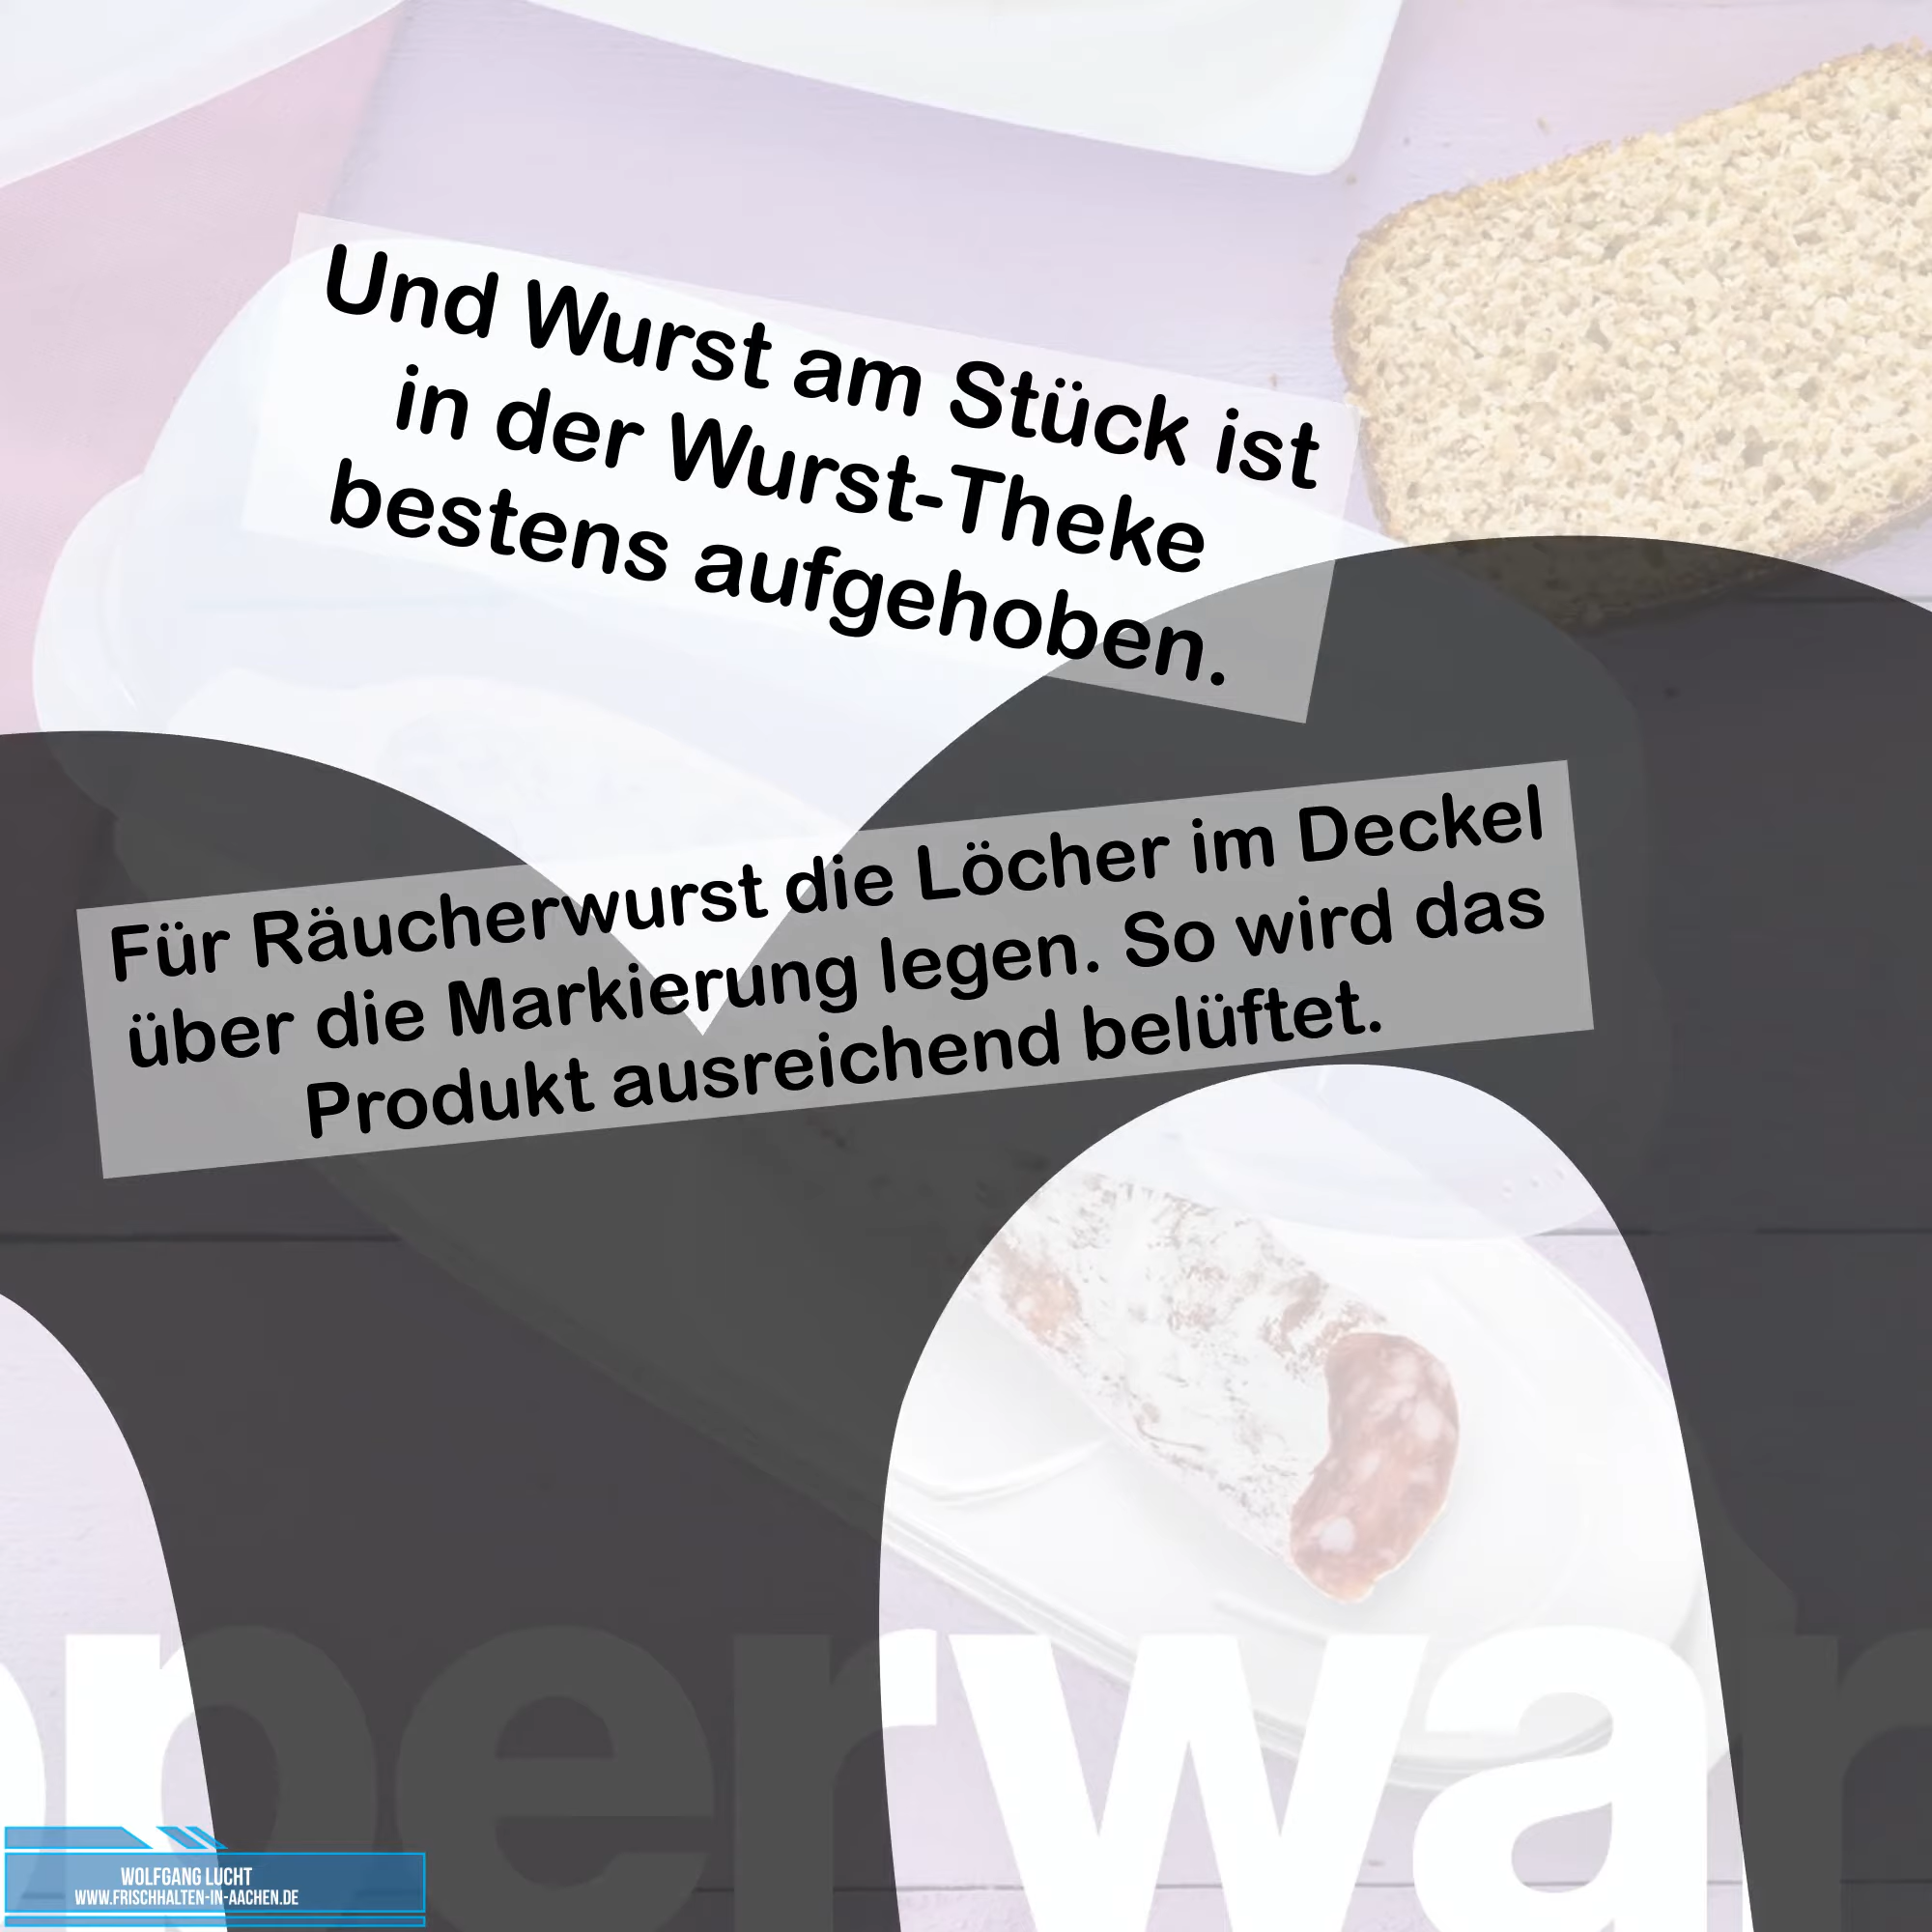 Und Wurst am Stück ist
in der Wurst-Theke
bestens aufgehoben.
Für Räucherwurst die Löcher im Deckel
über die Markierung legen. So wird das
Produkt ausreichend belüftet.
perwar
WOLFGANG LUCHT
WWW.FRISCHHALTEN-IN-AACHEN.DE